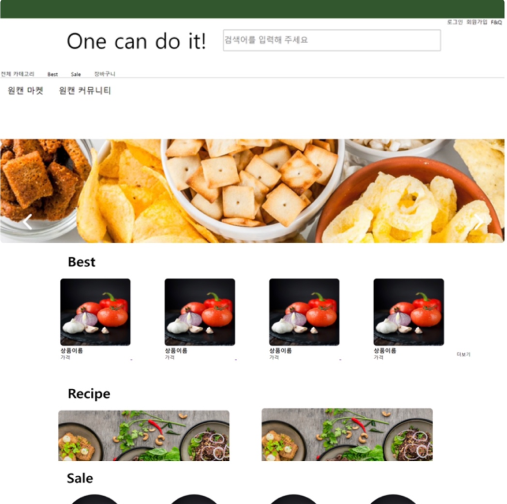 로그인 회원가입 F&Q
One can do it!
검색어를 입력해 주세요
전체 카테고리 Best Sale 장바구니
원캔 마켓 원캔 커뮤니티
Best
상품이름 상품이름 상품이름 상품이름
가격 가격 가격 가격
더보기
Recipe
Sale